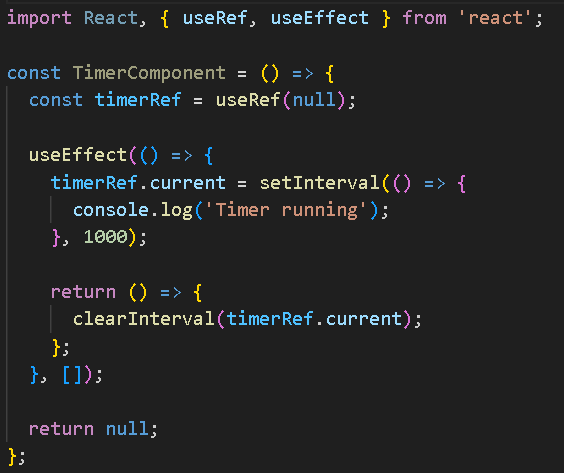 import React, { useRef, useEffect } from 'react';
const TimerComponent = () => {
  const timerRef = useRef(null);
  useEffect(() => {
    timerRef.current = setInterval(() => {
      console.log('Timer running');
    }, 1000);
    return () => {
      clearInterval(timerRef.current);
    };
  }, []);
  return null;
};